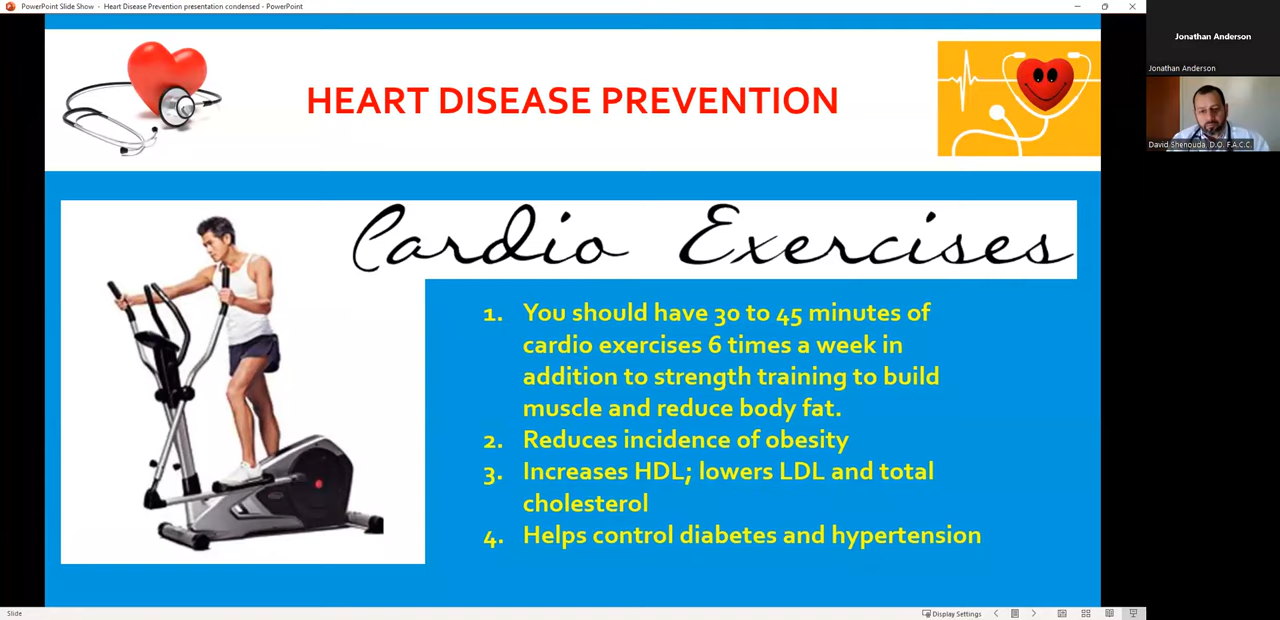 PowerPoint Slide Show - Heart Disease Prevention presentation condensed - PowerPoint
Jonathan Anderson
Jonathan Anderson
David Shenouda, D.O. F.A.C.C.
HEART DISEASE PREVENTION
Cardio Exercises
1. You should have 30 to 45 minutes of
cardio exercises 6 times a week in
addition to strength training to build
muscle and reduce body fat.
2. Reduces incidence of obesity
3. Increases HDL; lowers LDL and total
cholesterol
4. Helps control diabetes and hypertension
Slide
Display Settings